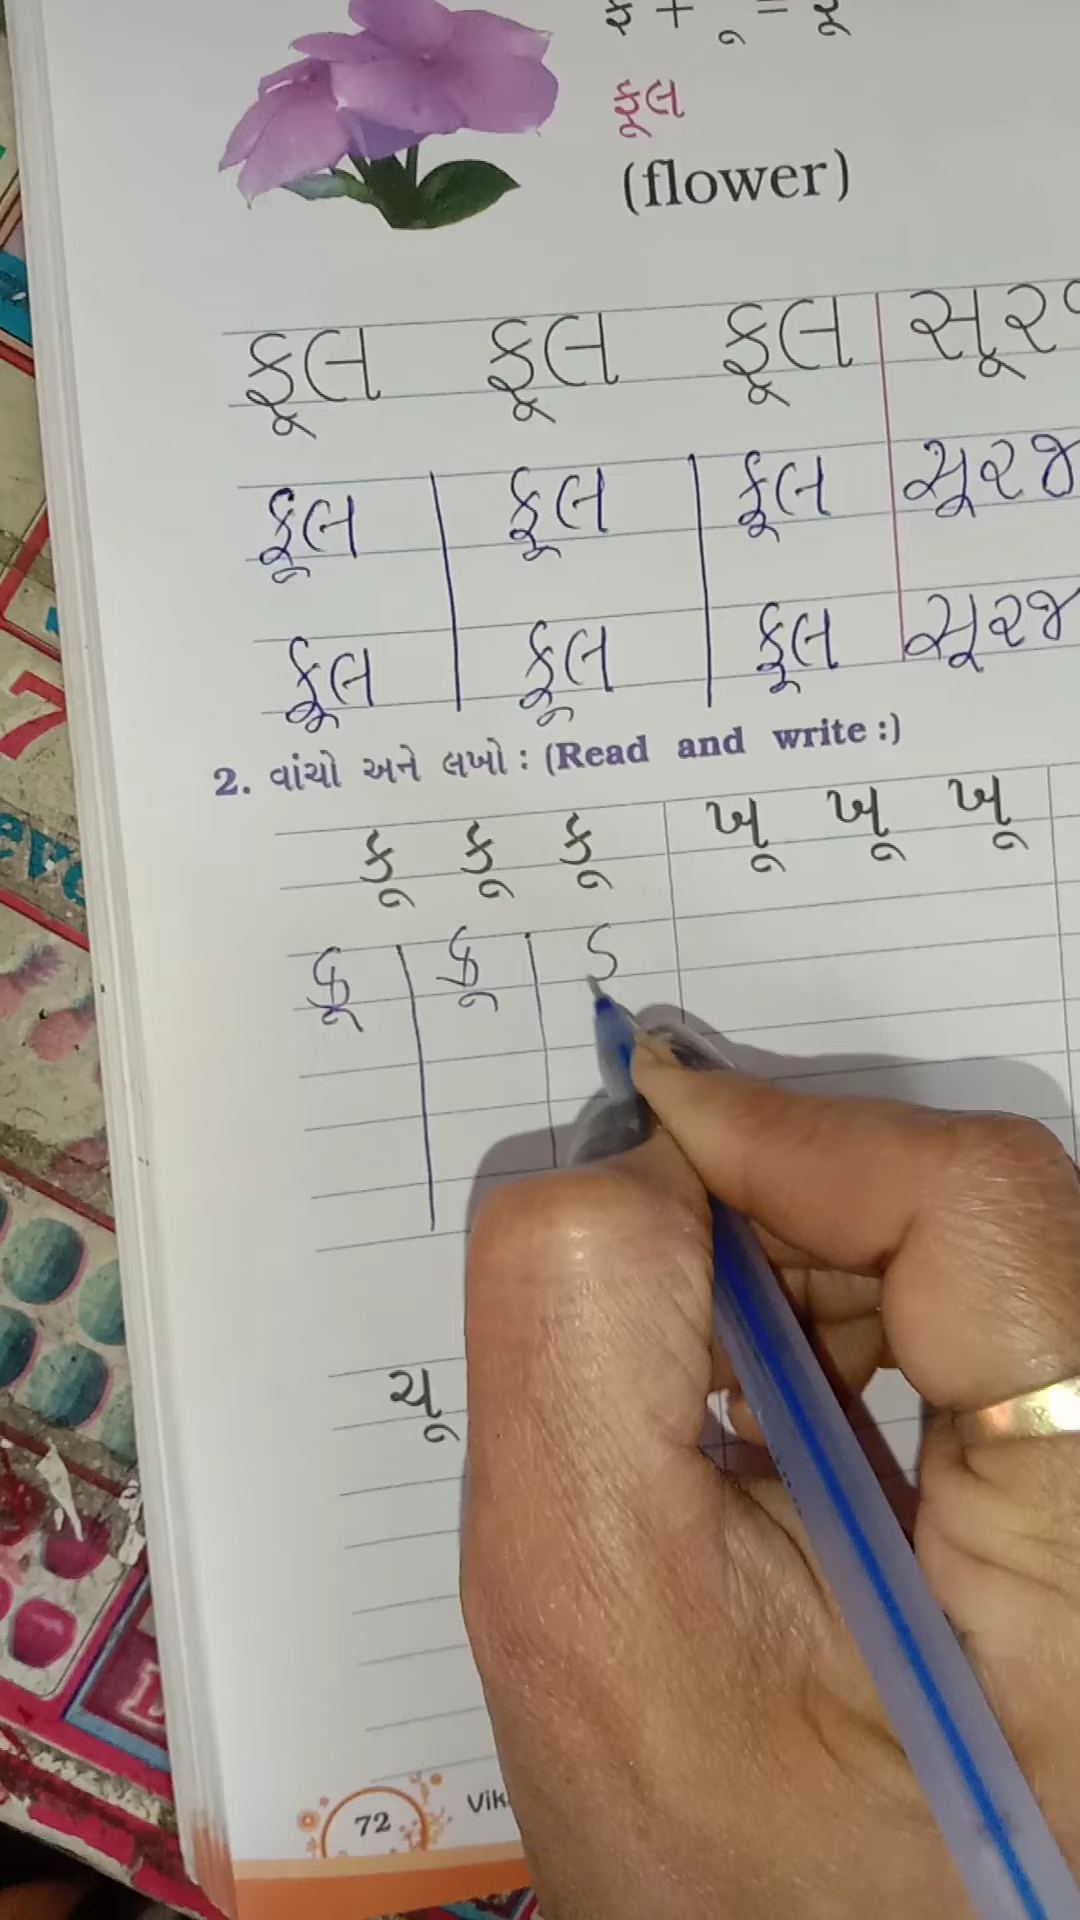 ફ + ૂ = ફૂ
ફૂલ
(flower)
ફૂલ ફૂલ ફૂલ
ફૂલ ફૂલ ફૂલ સૂરજ
ફૂલ ફૂલ ફૂલ સૂરજ
2. વાંચો અને લખો : (Read and write :)
કૂ કૂ કૂ ખૂ ખૂ ખૂ
કૂ કૂ
ચૂ
72